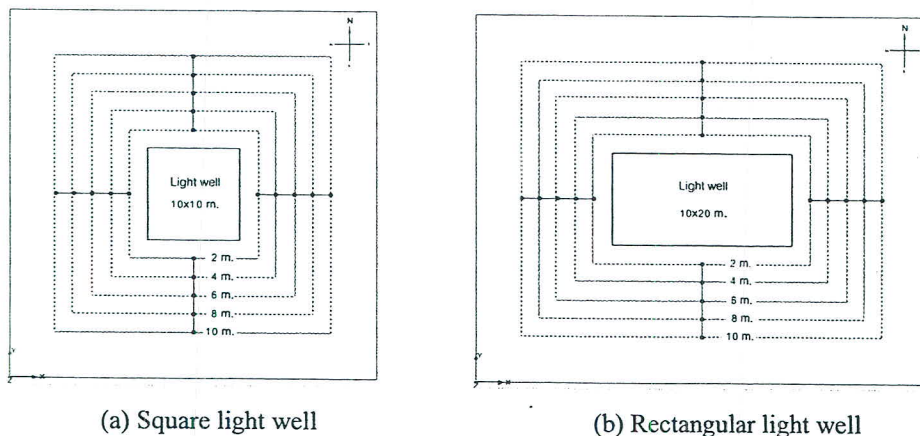 N
Light well
10x10 m.
2 m.
4 m.
6 m.
8 m.
10 m.
Y
Z
X
(a) Square light well
N
Light well
10x20 m.
2 m.
4 m.
6 m.
8 m.
10 m.
Y
X
(b) Rectangular light well